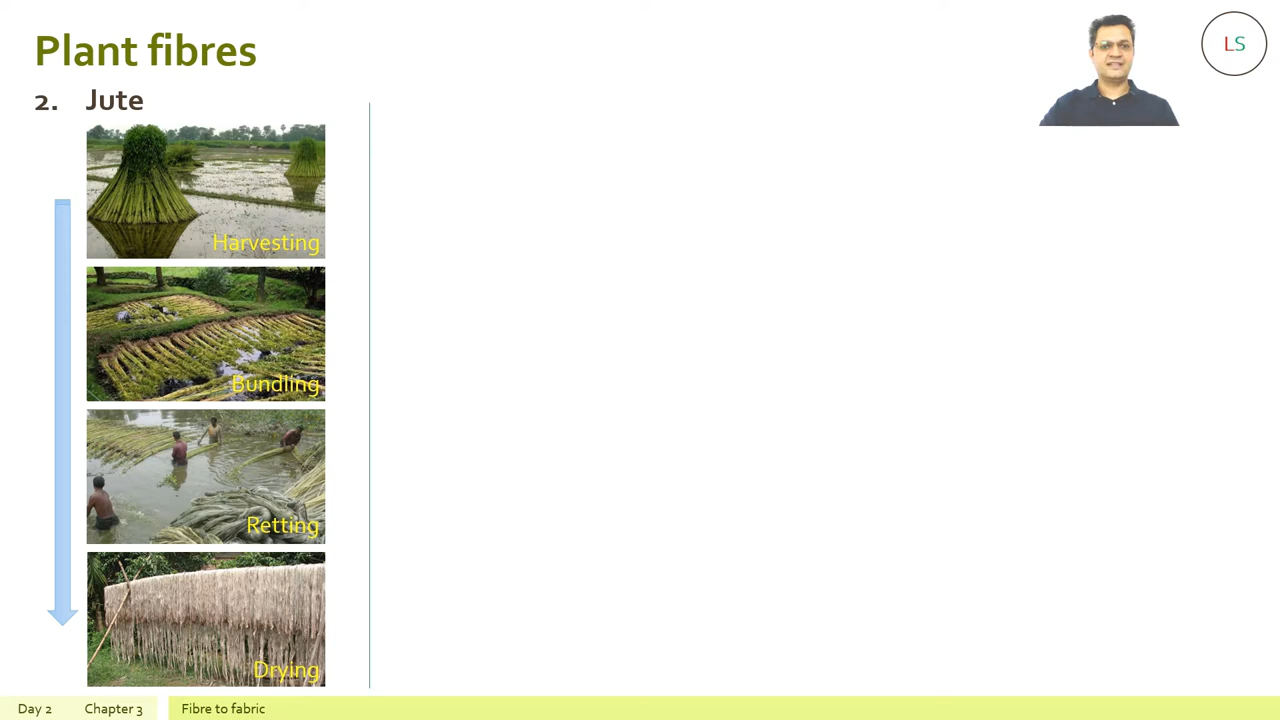 Plant fibres
LS
2. Jute
Harvesting
Bundling
Retting
Drying
Day 2 Chapter 3 Fibre to fabric